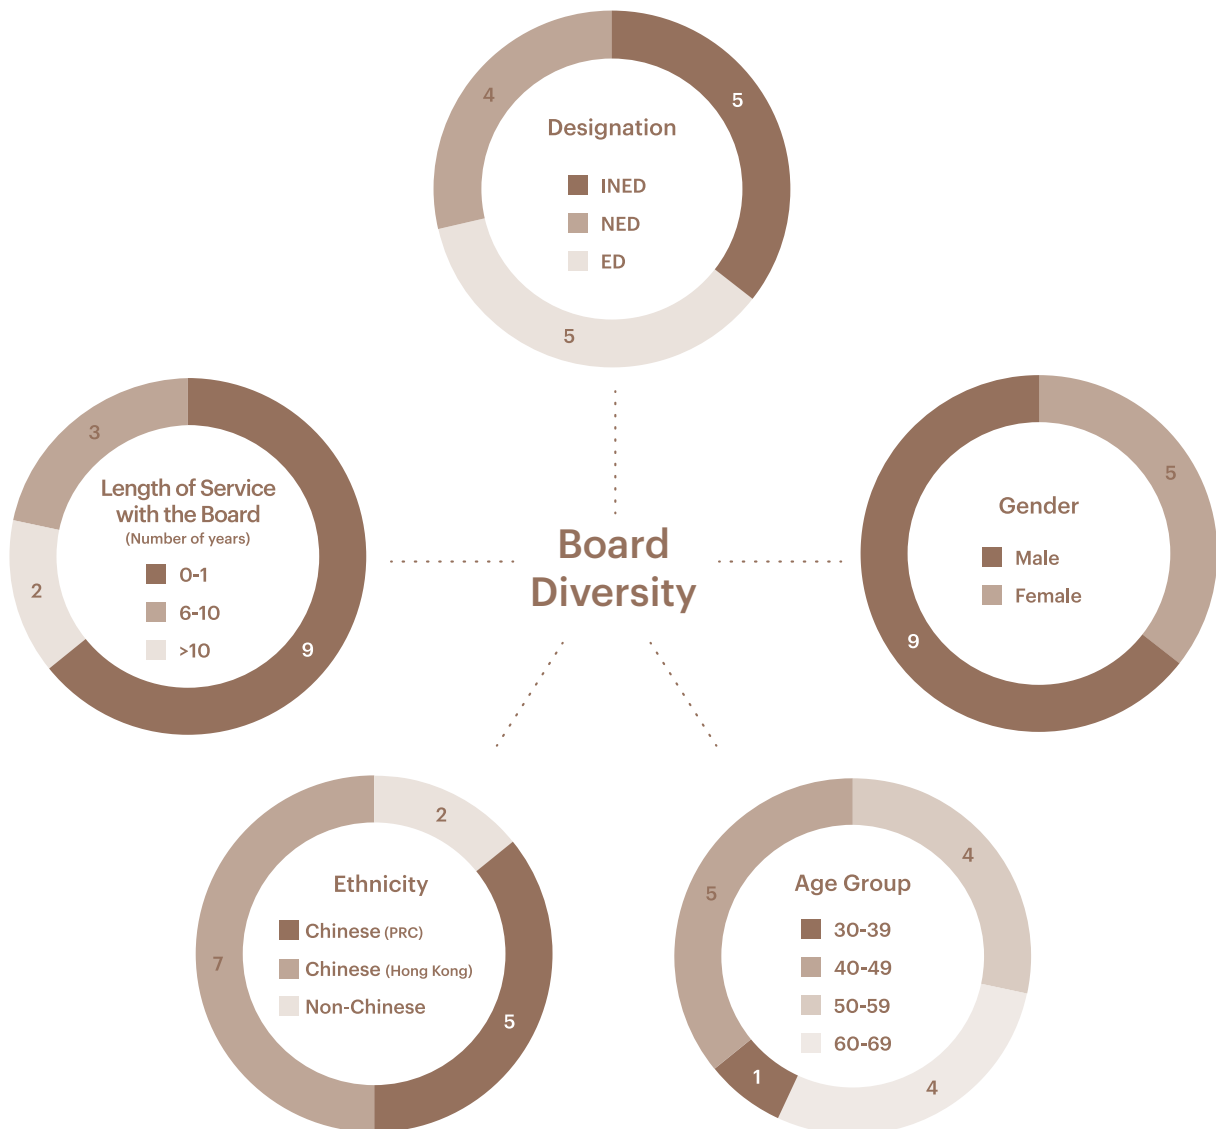 4
5
Designation
INED
NED
ED
5
3
Length of Service
with the Board
(Number of years)
0-1
6-10
>10
2
9
Board
Diversity
5
Gender
Male
Female
9
2
Ethnicity
Chinese (PRC)
Chinese (Hong Kong)
Non-Chinese
7
5
4
5
Age Group
30-39
40-49
50-59
60-69
1
4